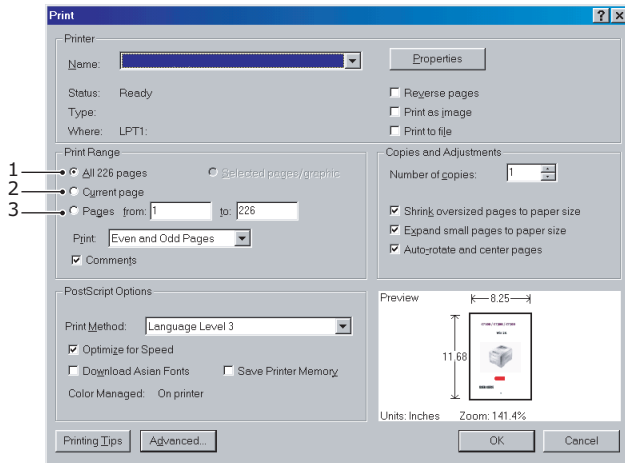 Print
Printer
Name:
Properties
Status: Ready
Reverse pages
Type:
Print as image
Where: LPT1:
Print to file
Print Range
1
All 226 pages
Selected pages/graphic
2
Current page
3
Pages from: 1 to: 226
Print: Even and Odd Pages
Comments
Copies and Adjustments
Number of copies: 1
Shrink oversized pages to paper size
Expand small pages to paper size
Auto-rotate and center pages
PostScript Options
Print Method: Language Level 3
Optimize for Speed
Download Asian Fonts
Save Printer Memory
Color Managed: On printer
Preview
8.25
11.68
Units: Inches Zoom: 141.4%
Printing Tips
Advanced...
OK
Cancel